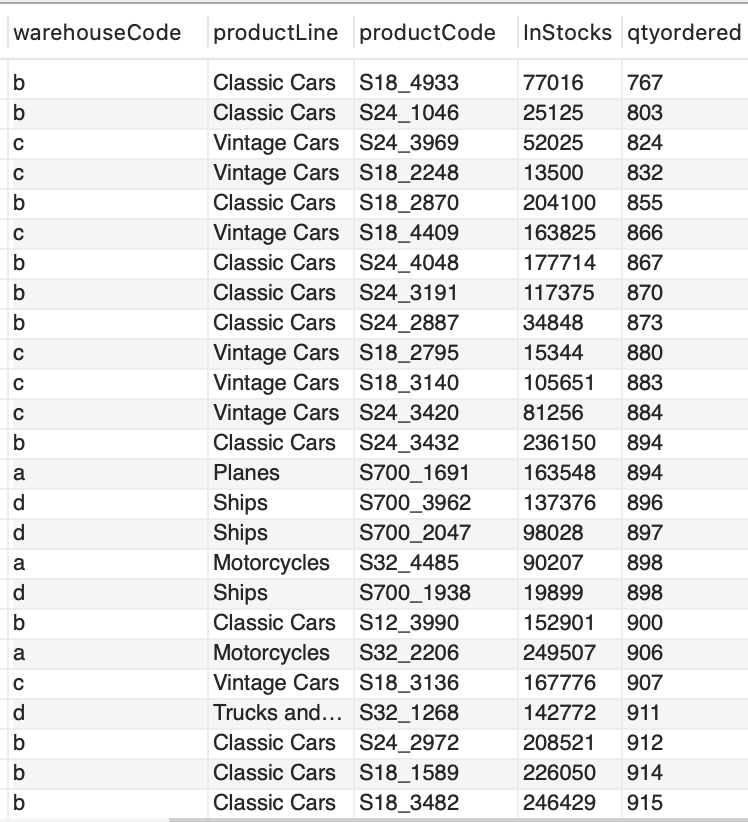 warehouseCode productLine productCode InStocks qtyordered
b Classic Cars S18_4933 77016 767
b Classic Cars S24_1046 25125 803
c Vintage Cars S24_3969 52025 824
c Vintage Cars S18_2248 13500 832
b Classic Cars S18_2870 204100 855
c Vintage Cars S18_4409 163825 866
b Classic Cars S24_4048 177714 867
b Classic Cars S24_3191 117375 870
b Classic Cars S24_2887 34848 873
c Vintage Cars S18_2795 15344 880
c Vintage Cars S18_3140 105651 883
c Vintage Cars S24_3420 81256 884
b Classic Cars S24_3432 236150 894
a Planes S700_1691 163548 894
d Ships S700_3962 137376 896
d Ships S700_2047 98028 897
a Motorcycles S32_4485 90207 898
d Ships S700_1938 19899 898
b Classic Cars S12_3990 152901 900
a Motorcycles S32_2206 249507 906
c Vintage Cars S18_3136 167776 907
d Trucks and... S32_1268 142772 911
b Classic Cars S24_2972 208521 912
b Classic Cars S18_1589 226050 914
b Classic Cars S18_3482 246429 915